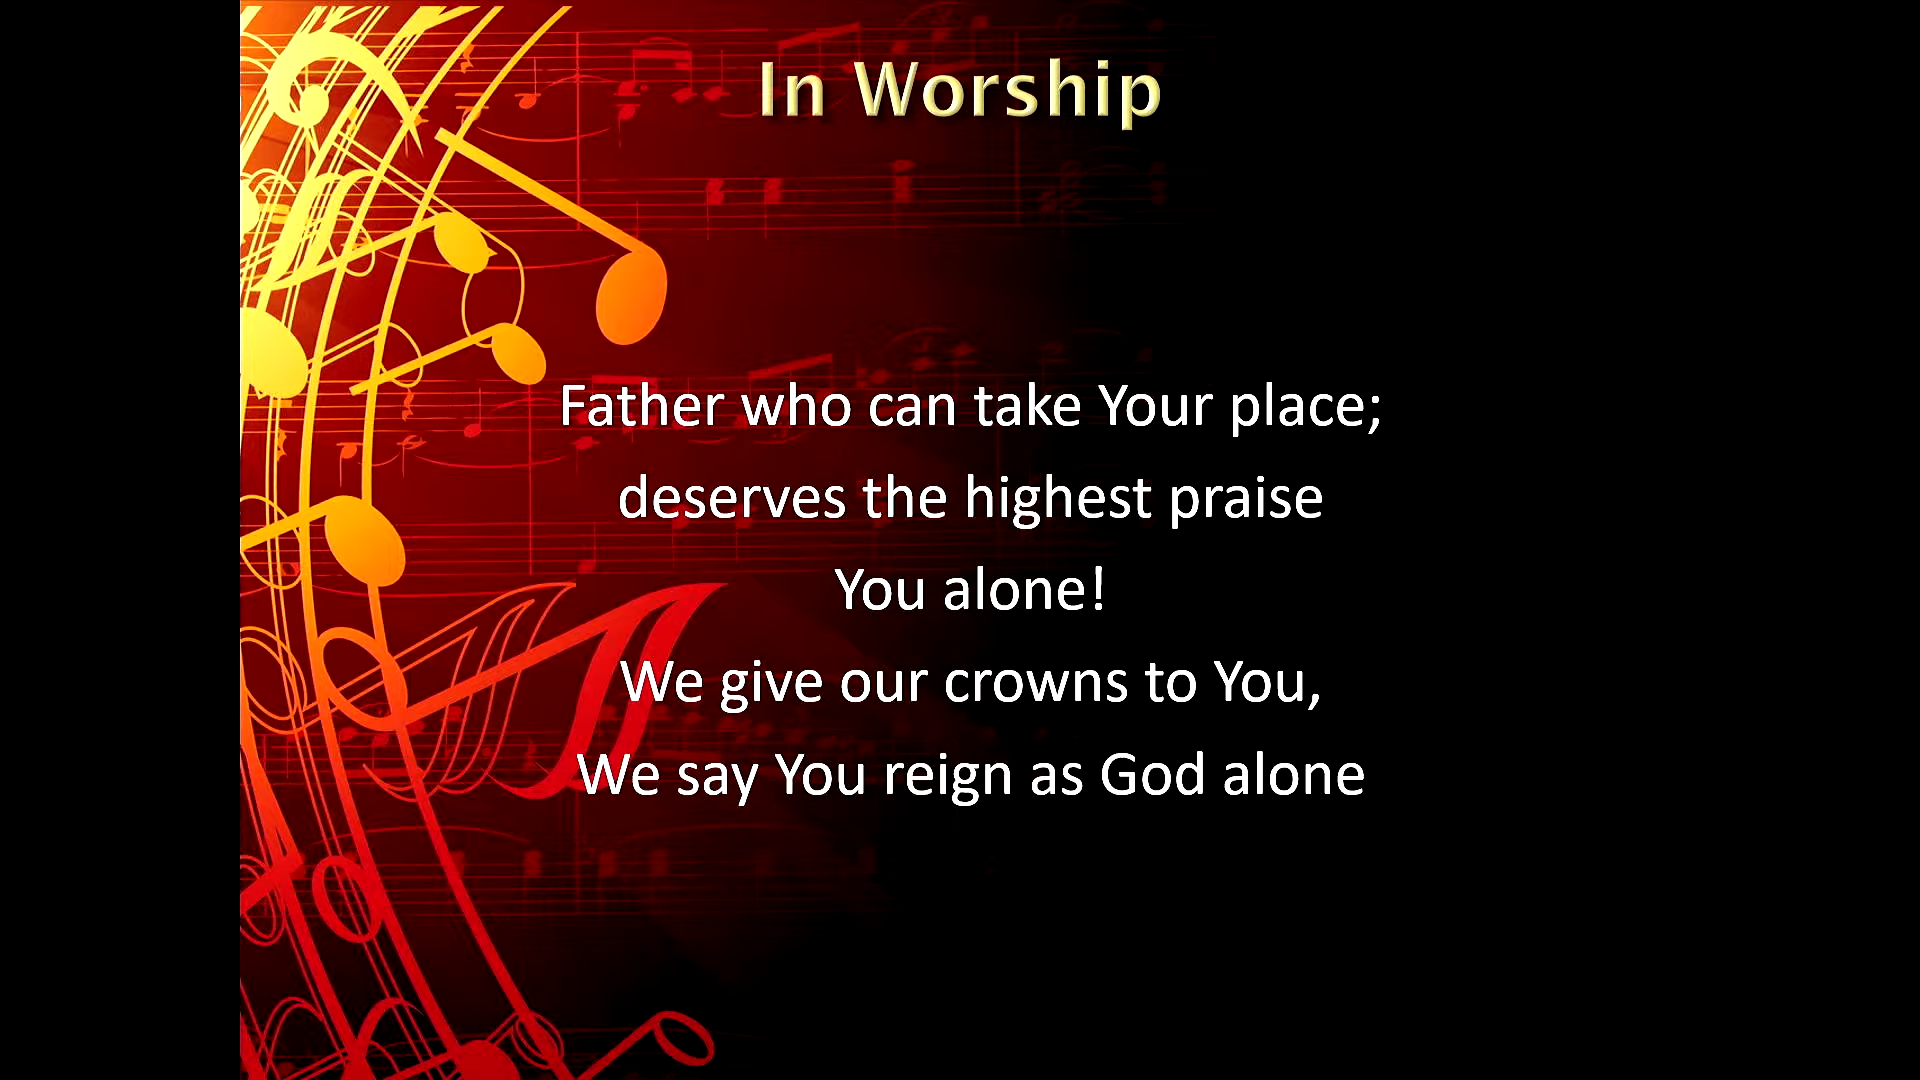 In Worship
Father who can take Your place;
deserves the highest praise
You alone!
We give our crowns to You,
We say You reign as God alone